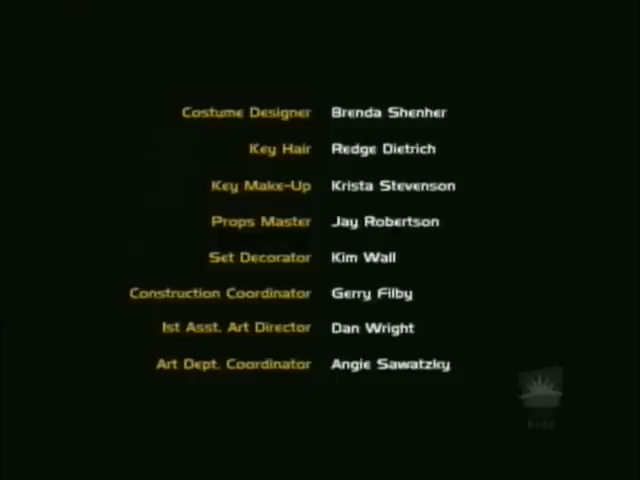 Costume Designer Brenda Shenher
Key Hair Redge Dietrich
Key Make-Up Krista Stevenson
Props Master Jay Robertson
Set Decorator Kim Wall
Construction Coordinator Gerry Filby
1st Asst. Art Director Dan Wright
Art Dept. Coordinator Angie Sawatzky
Kids